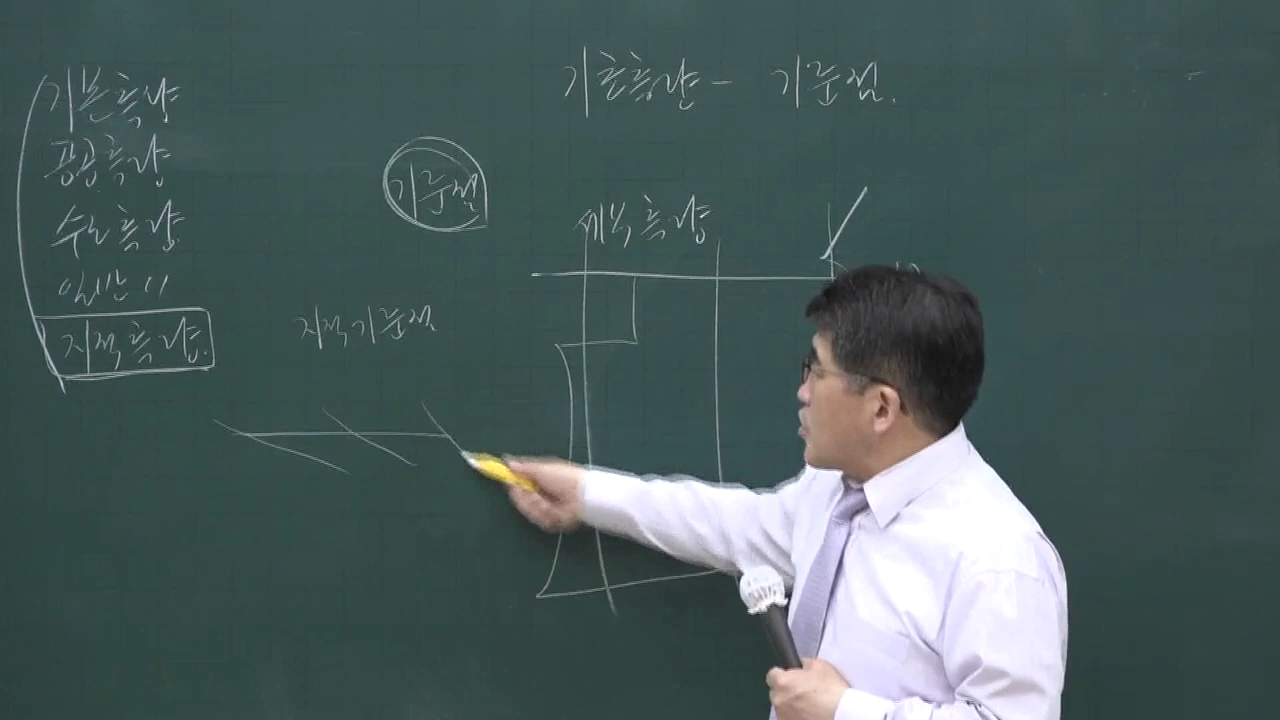 기초측량 - 기준점.
기본측량
공공측량
수로측량
일반 〃
지적측량.
기준점
세부측량
지적기준점